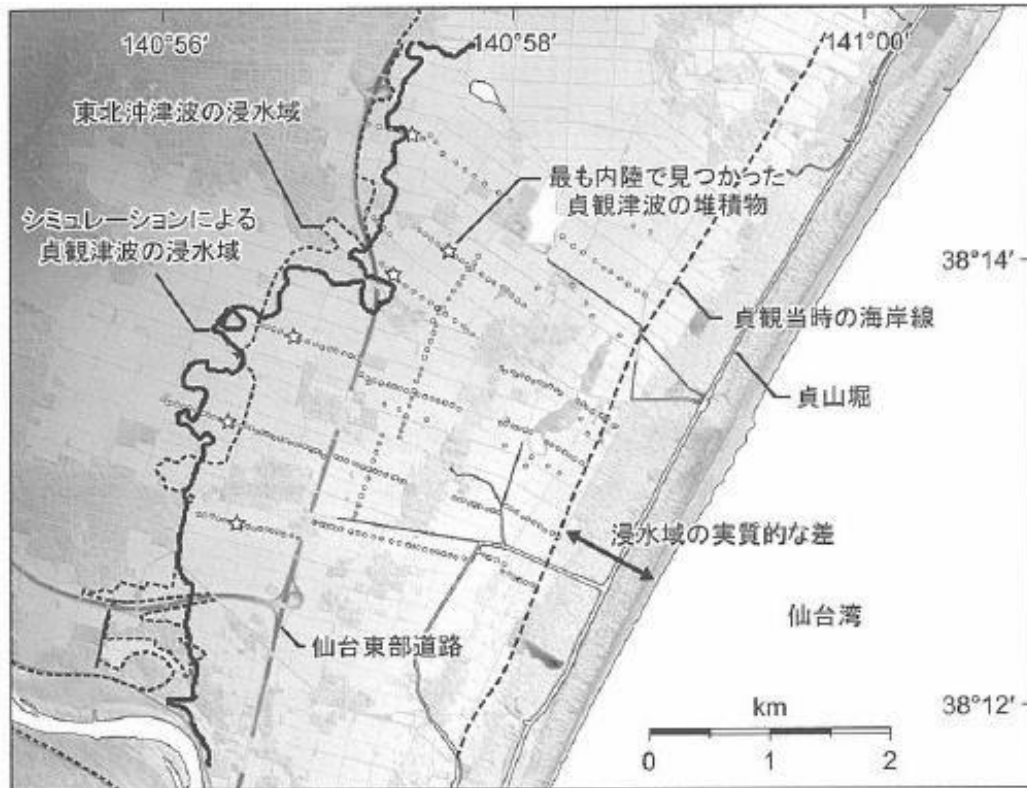 140°56′
140°58′
141°00′
東北沖津波の浸水域
最も内陸で見つかった
貞観津波の堆積物
シミュレーションによる
貞観津波の浸水域
38°14′
貞観当時の海岸線
貞山堀
浸水域の実質的な差
仙台湾
仙台東部道路
38°12′
km
0
1
2